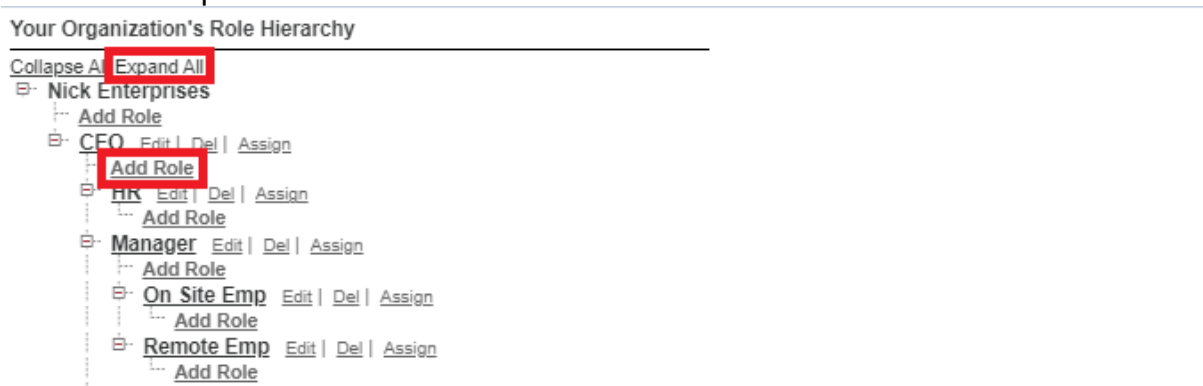 Your Organization's Role Hierarchy
Collapse Al Expand All
Nick Enterprises
Add Role
CEO Edit | Del | Assign
Add Role
HR Edit | Del | Assign
Add Role
Manager Edit | Del | Assign
Add Role
On Site Emp Edit | Del | Assign
Add Role
Remote Emp Edit | Del | Assign
Add Role